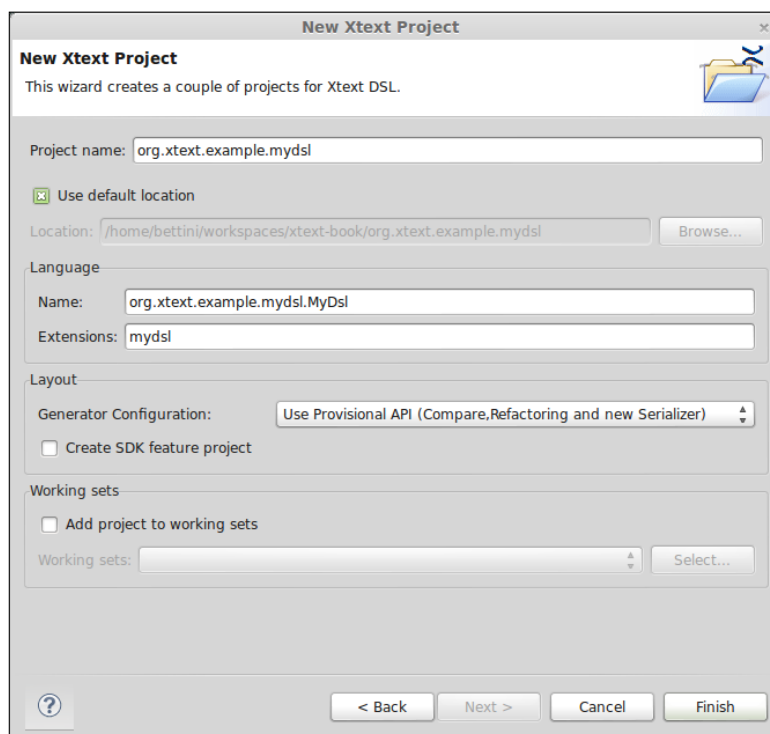 New Xtext Project
New Xtext Project
This wizard creates a couple of projects for Xtext DSL.
Project name: org.xtext.example.mydsl
Use default location
Location: /home/bettini/workspaces/xtext-book/org.xtext.example.mydsl Browse...
Language
Name: org.xtext.example.mydsl.MyDsl
Extensions: mydsl
Layout
Generator Configuration: Use Provisional API (Compare,Refactoring and new Serializer)
Create SDK feature project
Working sets
Add project to working sets
Working sets: Select...
? < Back Next > Cancel Finish